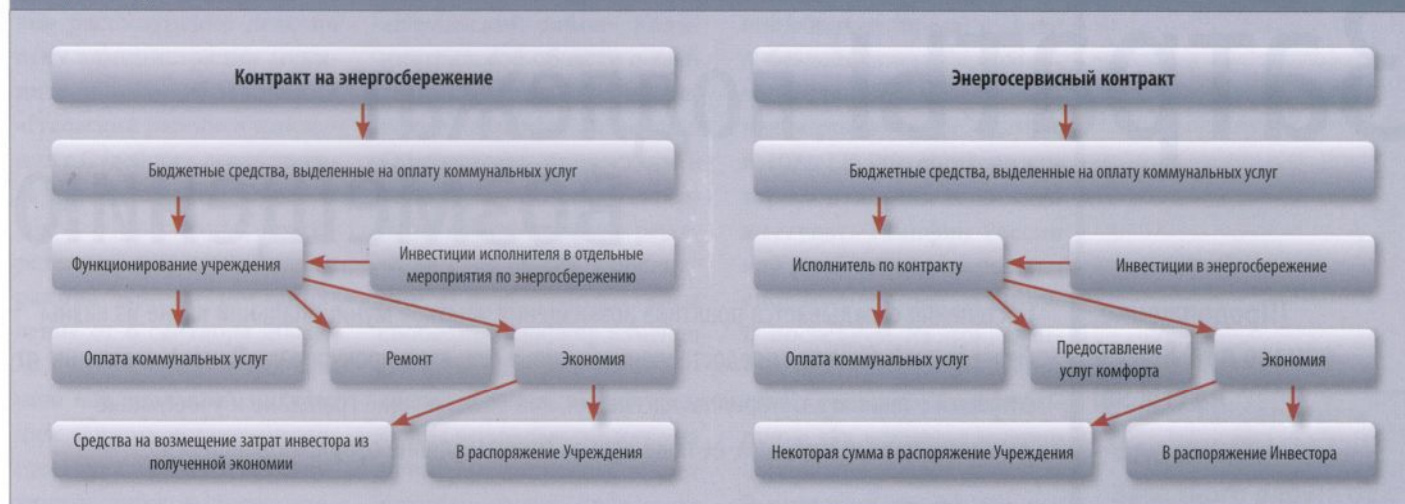 Контракт на энергосбережение
Бюджетные средства, выделенные на оплату коммунальных услуг
Функционирование учреждения
Инвестиции исполнителя в отдельные
мероприятия по энергосбережению
Оплата коммунальных услуг
Ремонт
Экономия
Средства на возмещение затрат инвестора из
полученной экономии
В распоряжение Учреждения
Энергосервисный контракт
Бюджетные средства, выделенные на оплату коммунальных услуг
Исполнитель по контракту
Инвестиции в энергосбережение
Оплата коммунальных услуг
Предоставление
услуг комфорта
Экономия
Некоторая сумма в распоряжение Учреждения
В распоряжение Инвестора